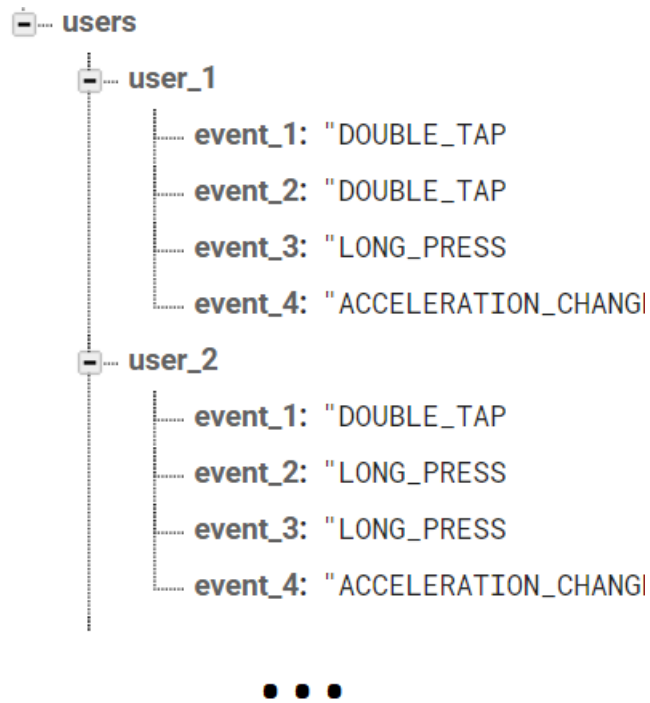 users
user_1
event_1: "DOUBLE_TAP
event_2: "DOUBLE_TAP
event_3: "LONG_PRESS
event_4: "ACCELERATION_CHANG
user_2
event_1: "DOUBLE_TAP
event_2: "LONG_PRESS
event_3: "LONG_PRESS
event_4: "ACCELERATION_CHANG
...